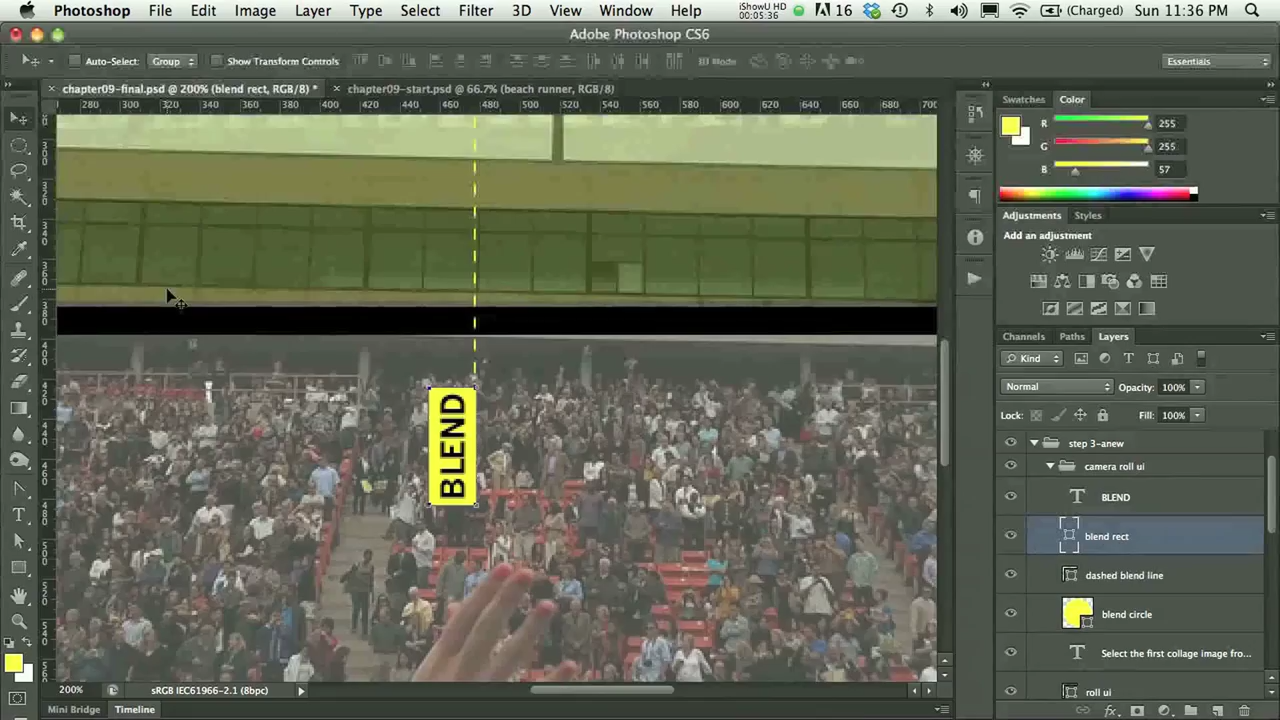 Photoshop File Edit Image Layer Type Select Filter 3D View Window Help iShowU HD 00:05:36 16 (Charged) Sun 11:36 PM
Adobe Photoshop CS6
Auto-Select: Group Show Transform Controls 3D Mode: Essentials
× chapter09-final.psd @ 200% (blend rect, RGB/8) * × chapter09-start.psd @ 66.7% (beach runner, RGB/8)
280 300 320 340 360 380 400 420 440 460 480 500 520 540 560 580 600 620 640 660 680 700
Swatches Color
R 255
G 255
B 57
Adjustments Styles
Add an adjustment
Channels Paths Layers
Kind
Normal Opacity: 100%
Lock: Fill: 100%
step 3-anew
camera roll ui
T BLEND
blend rect
dashed blend line
blend circle
T Select the first collage image fro...
roll ui
BLEND
200% sRGB IEC61966-2.1 (8bpc)
Mini Bridge Timeline
fx